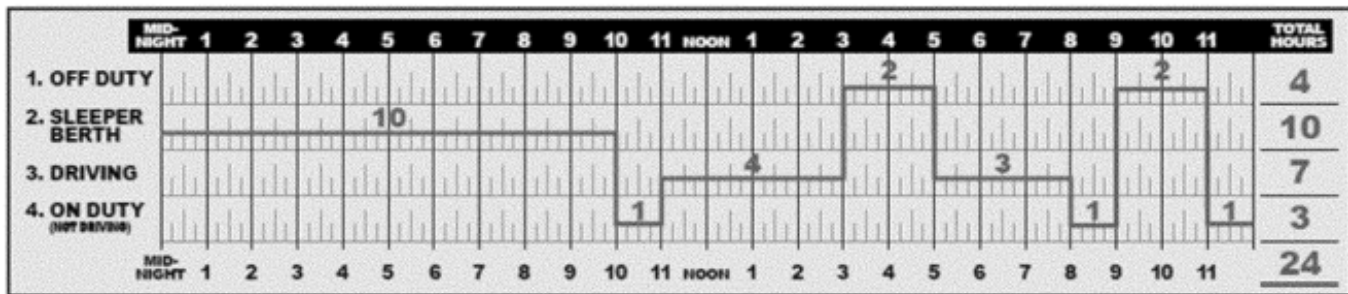 MID-NIGHT 1 2 3 4 5 6 7 8 9 10 11 NOON 1 2 3 4 5 6 7 8 9 10 11 TOTAL HOURS
1. OFF DUTY 2 2 4
2. SLEEPER BERTH 10 10
3. DRIVING 4 3 7
4. ON DUTY (NOT DRIVING) 1 1 1 3
MID-NIGHT 1 2 3 4 5 6 7 8 9 10 11 NOON 1 2 3 4 5 6 7 8 9 10 11 24